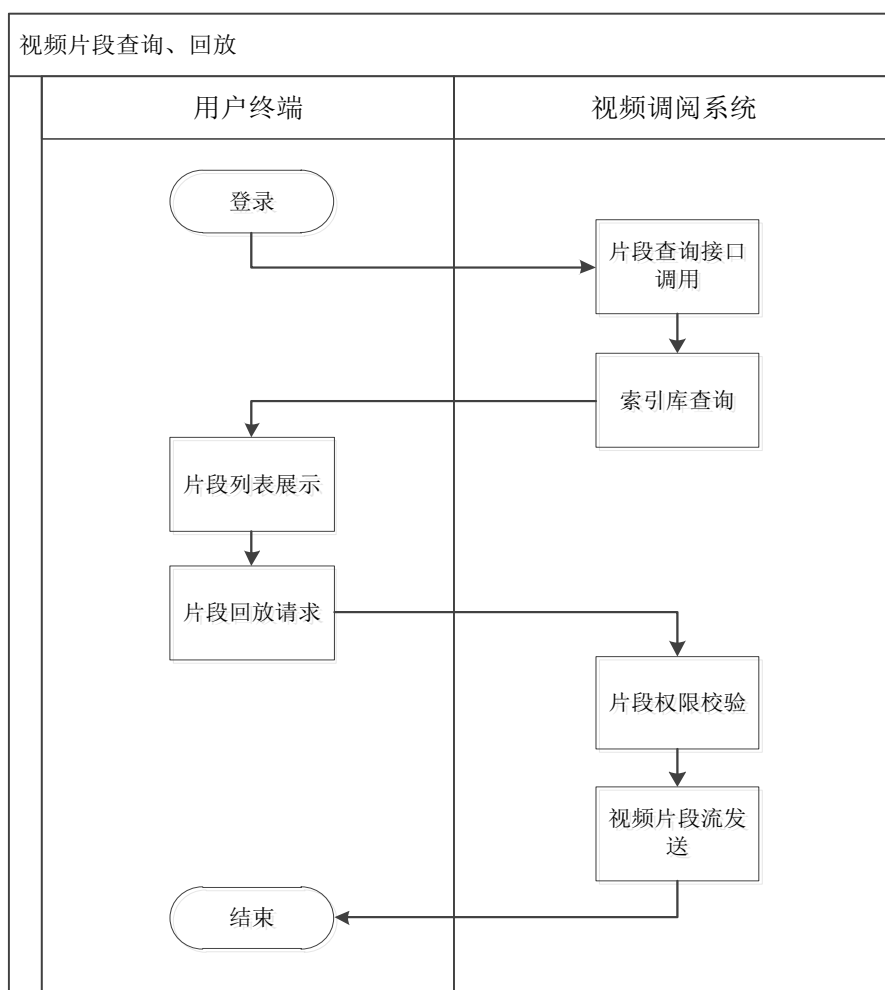 视频片段查询、回放
用户终端
视频调阅系统
登录
片段查询接口
调用
索引库查询
片段列表展示
片段回放请求
片段权限校验
视频片段流发
送
结束